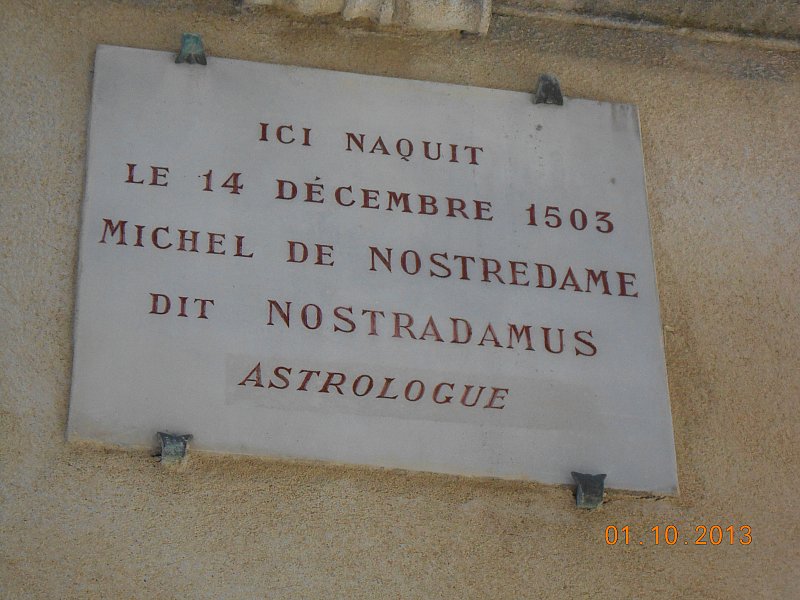 ICI NAQUIT
LE 14 DÉCEMBRE 1503
MICHEL DE NOSTREDAME
DIT NOSTRADAMUS
ASTROLOGUE
01.10.2013